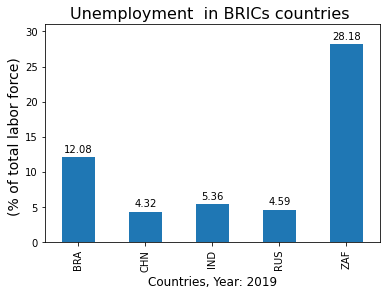 Unemployment  in BRICs countries
(% of total labor force)
30
25
20
15
10
5
0
12.08
4.32
5.36
4.59
28.18
BRA
CHN
IND
RUS
ZAF
Countries, Year: 2019